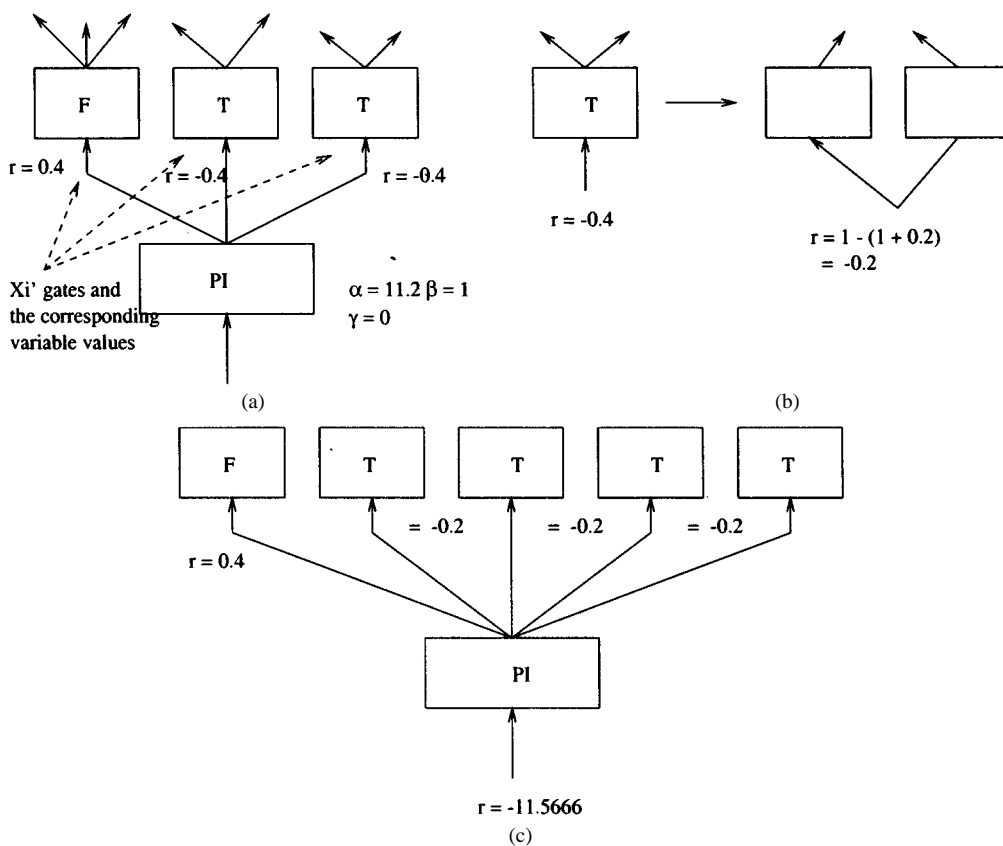 F
T
T
r = 0.4
r = -0.4
r = -0.4
PI
Xi' gates and
the corresponding
variable values
α = 11.2 β = 1
γ = 0
(a)
T
r = -0.4
r = 1 - (1 + 0.2)
= -0.2
(b)
F
T
T
T
T
r = 0.4
= -0.2
= -0.2
= -0.2
PI
r = -11.5666
(c)